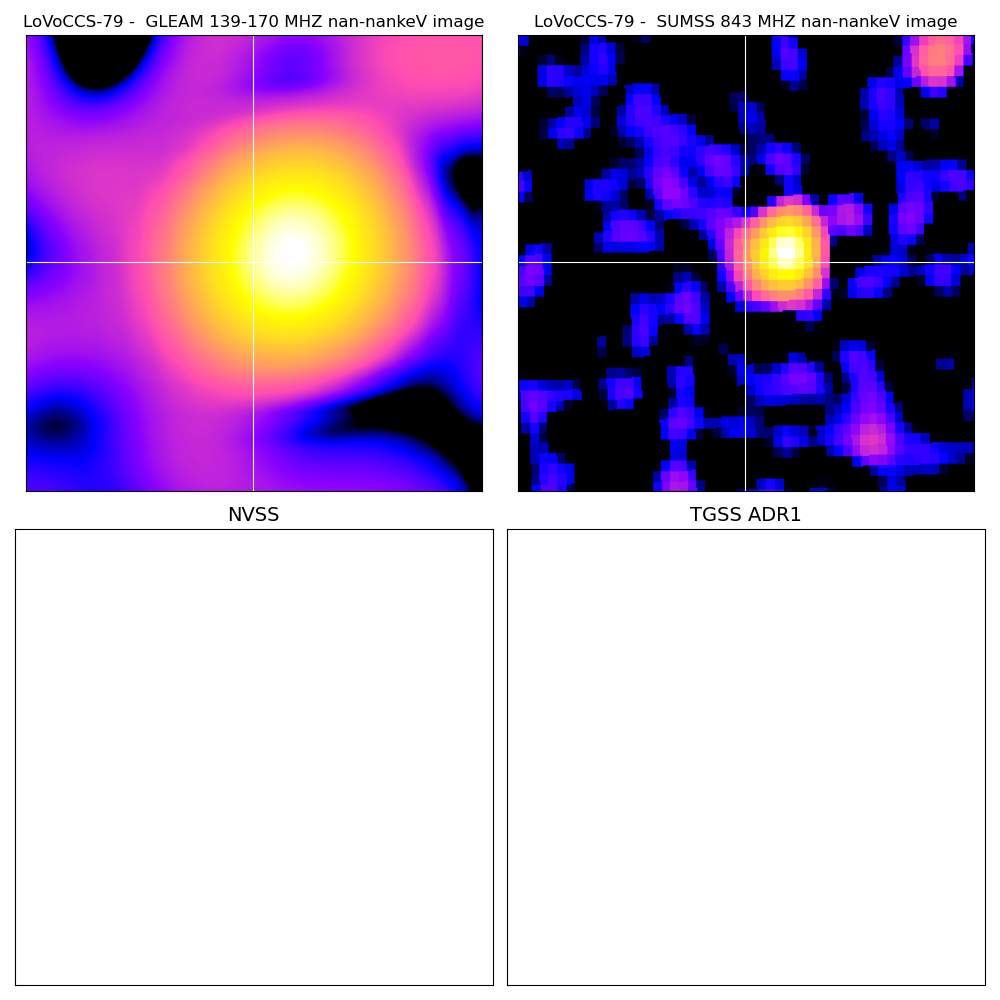 LoVoCCS-79 - GLEAM 139-170 MHZ nan-nankeV image
LoVoCCS-79 - SUMSS 843 MHZ nan-nankeV image
NVSS
TGSS ADR1